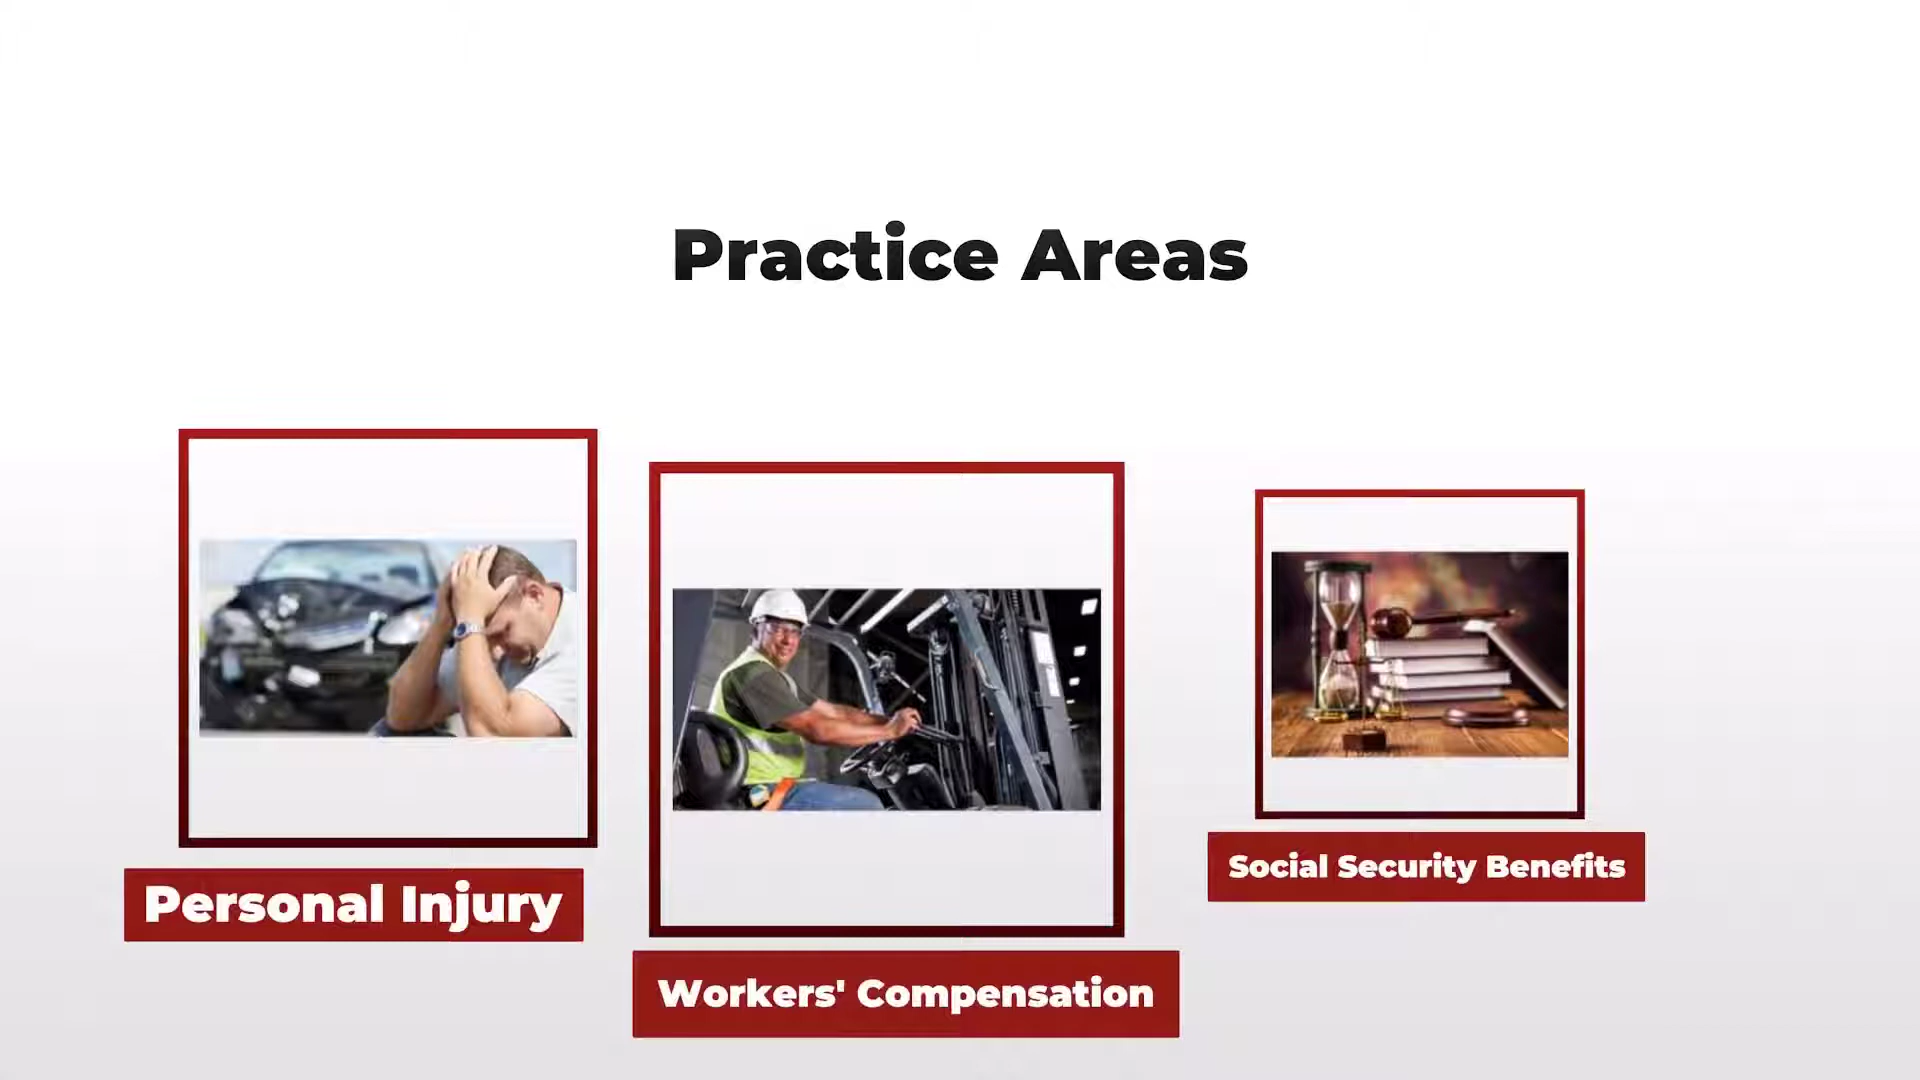 Practice Areas
Personal Injury
Workers' Compensation
Social Security Benefits